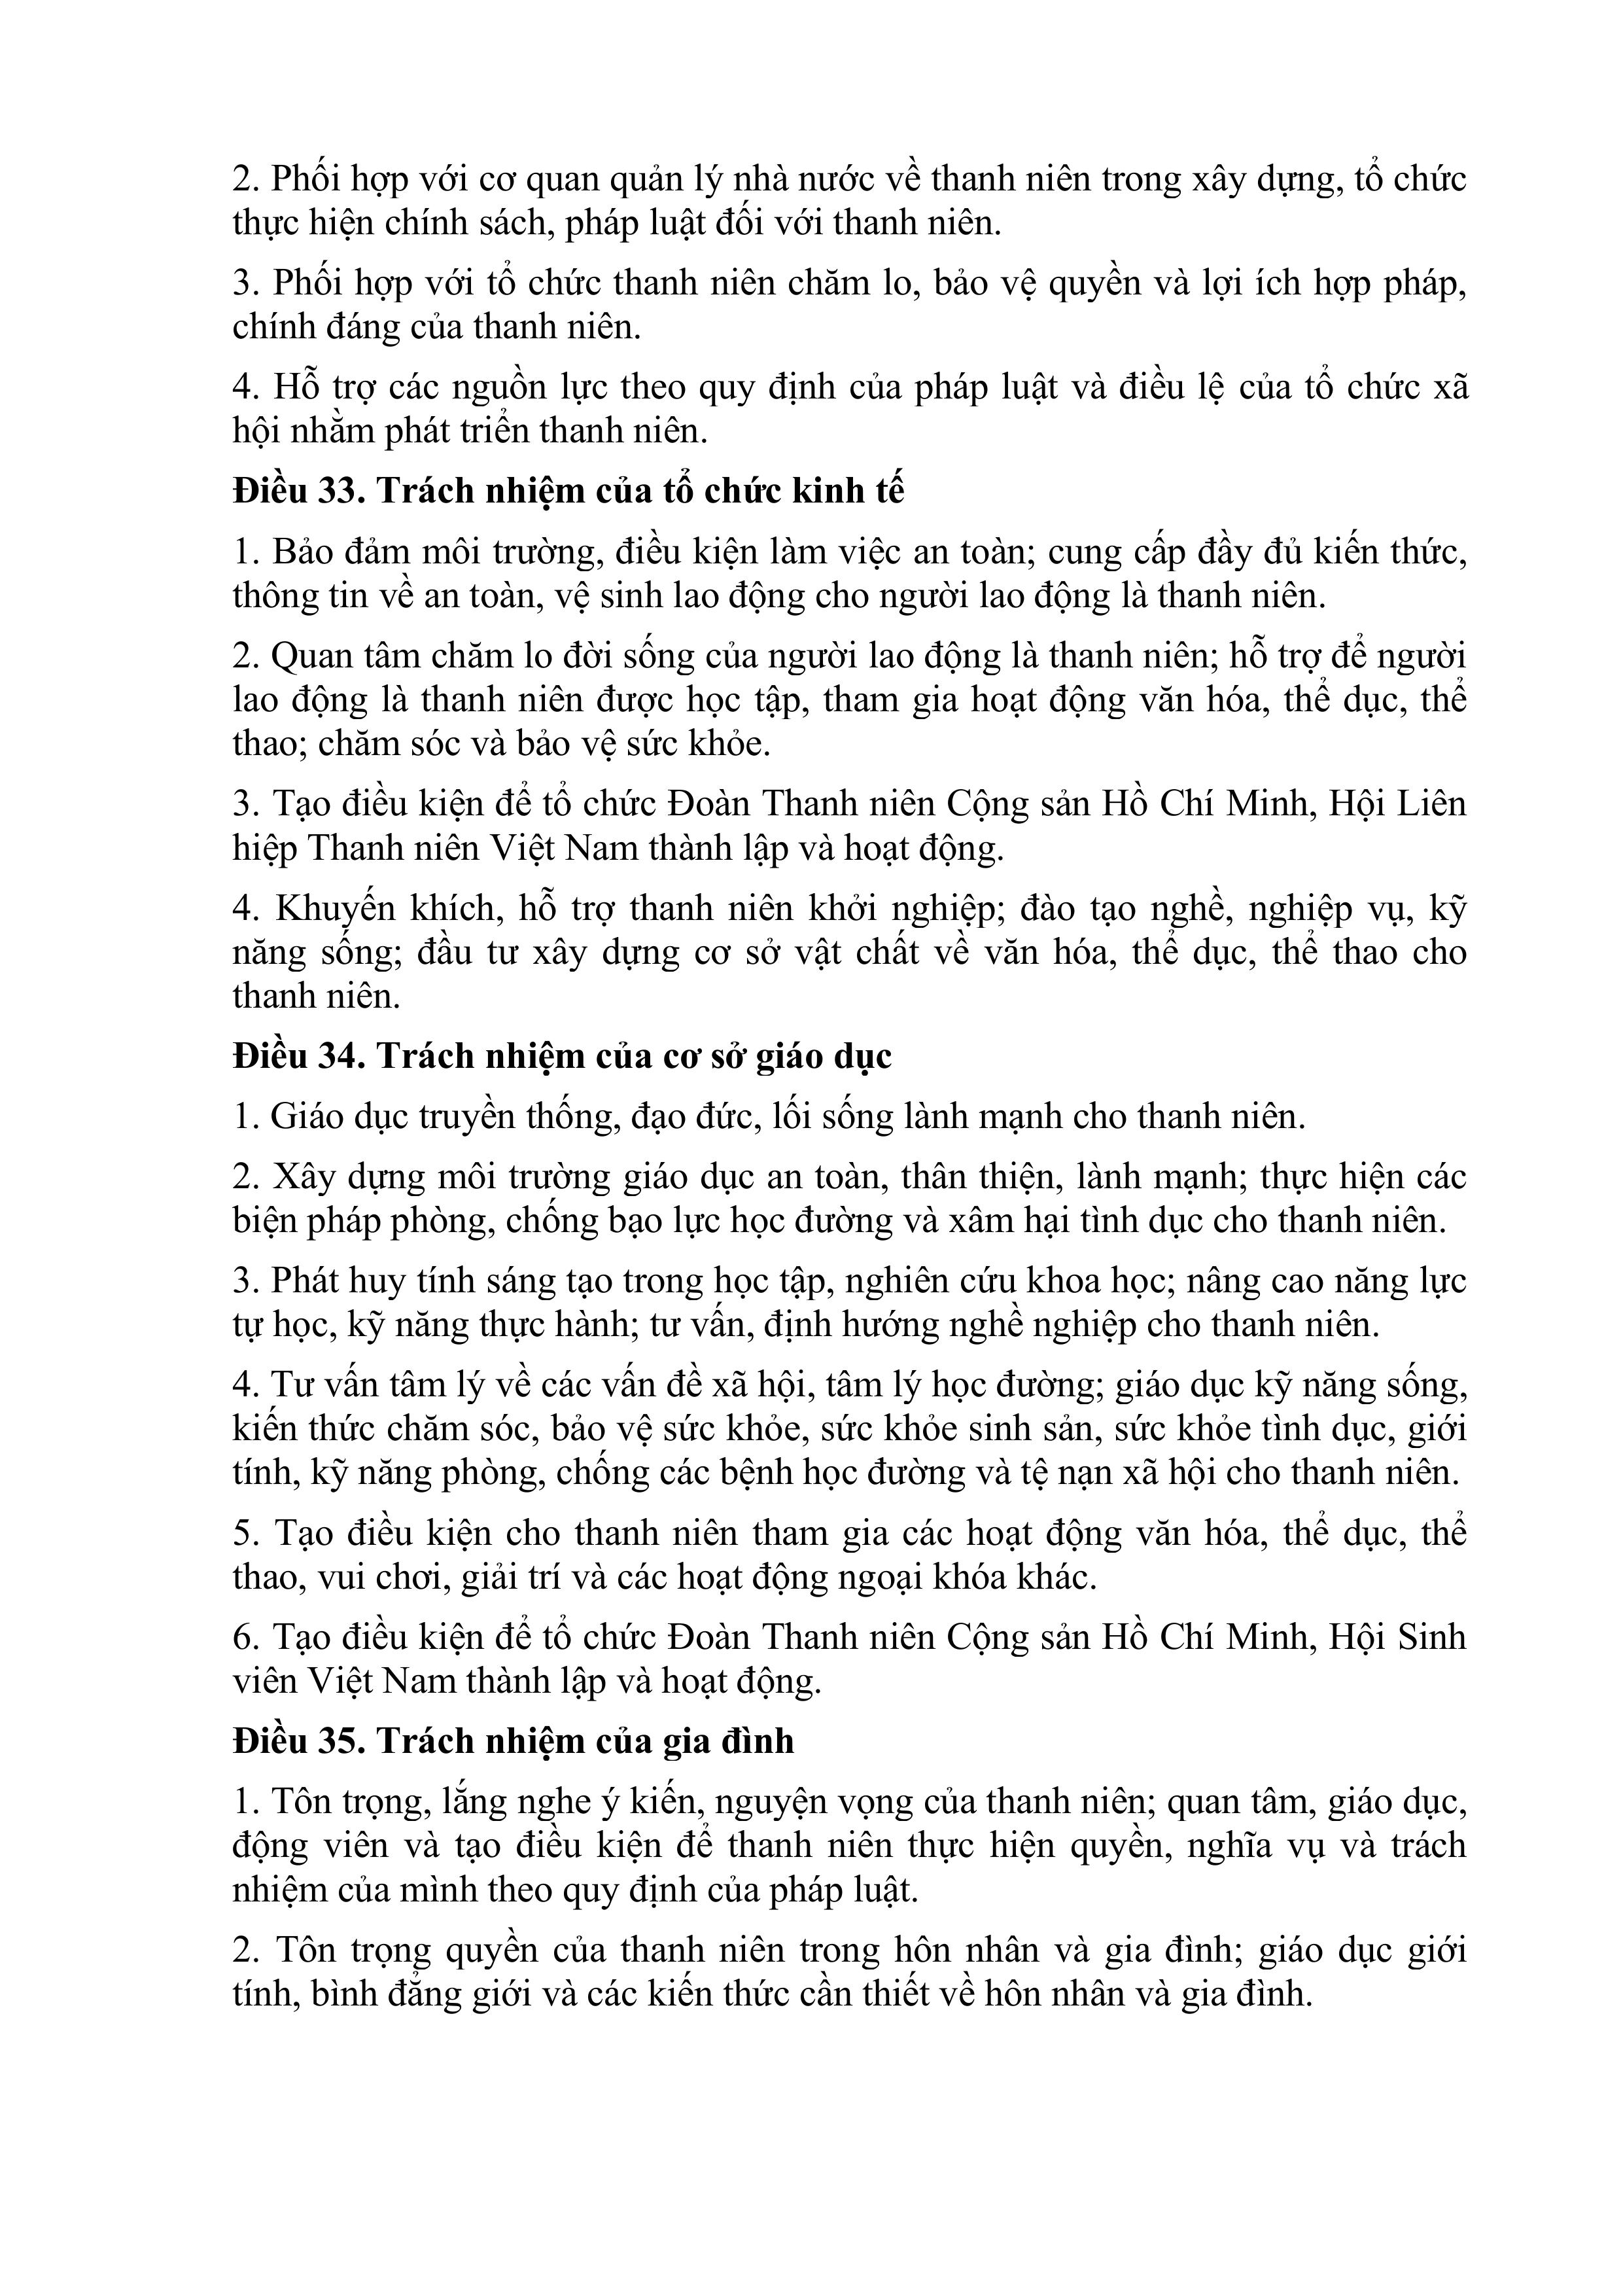 2. Phối hợp với cơ quan quản lý nhà nước về thanh niên trong xây dựng, tổ chức
thực hiện chính sách, pháp luật đối với thanh niên.
3. Phối hợp với tổ chức thanh niên chăm lo, bảo vệ quyền và lợi ích hợp pháp,
chính đáng của thanh niên.
4. Hỗ trợ các nguồn lực theo quy định của pháp luật và điều lệ của tổ chức xã
hội nhằm phát triển thanh niên.
Điều 33. Trách nhiệm của tổ chức kinh tế
1. Bảo đảm môi trường, điều kiện làm việc an toàn; cung cấp đầy đủ kiến thức,
thông tin về an toàn, vệ sinh lao động cho người lao động là thanh niên.
2. Quan tâm chăm lo đời sống của người lao động là thanh niên; hỗ trợ để người
lao động là thanh niên được học tập, tham gia hoạt động văn hóa, thể dục, thể
thao; chăm sóc và bảo vệ sức khỏe.
3. Tạo điều kiện để tổ chức Đoàn Thanh niên Cộng sản Hồ Chí Minh, Hội Liên
hiệp Thanh niên Việt Nam thành lập và hoạt động.
4. Khuyến khích, hỗ trợ thanh niên khởi nghiệp; đào tạo nghề, nghiệp vụ, kỹ
năng sống; đầu tư xây dựng cơ sở vật chất về văn hóa, thể dục, thể thao cho
thanh niên.
Điều 34. Trách nhiệm của cơ sở giáo dục
1. Giáo dục truyền thống, đạo đức, lối sống lành mạnh cho thanh niên.
2. Xây dựng môi trường giáo dục an toàn, thân thiện, lành mạnh; thực hiện các
biện pháp phòng, chống bạo lực học đường và xâm hại tình dục cho thanh niên.
3. Phát huy tính sáng tạo trong học tập, nghiên cứu khoa học; nâng cao năng lực
tự học, kỹ năng thực hành; tư vấn, định hướng nghề nghiệp cho thanh niên.
4. Tư vấn tâm lý về các vấn đề xã hội, tâm lý học đường; giáo dục kỹ năng sống,
kiến thức chăm sóc, bảo vệ sức khỏe, sức khỏe sinh sản, sức khỏe tình dục, giới
tính, kỹ năng phòng, chống các bệnh học đường và tệ nạn xã hội cho thanh niên.
5. Tạo điều kiện cho thanh niên tham gia các hoạt động văn hóa, thể dục, thể
thao, vui chơi, giải trí và các hoạt động ngoại khóa khác.
6. Tạo điều kiện để tổ chức Đoàn Thanh niên Cộng sản Hồ Chí Minh, Hội Sinh
viên Việt Nam thành lập và hoạt động.
Điều 35. Trách nhiệm của gia đình
1. Tôn trọng, lắng nghe ý kiến, nguyện vọng của thanh niên; quan tâm, giáo dục,
động viên và tạo điều kiện để thanh niên thực hiện quyền, nghĩa vụ và trách
nhiệm của mình theo quy định của pháp luật.
2. Tôn trọng quyền của thanh niên trong hôn nhân và gia đình; giáo dục giới
tính, bình đẳng giới và các kiến thức cần thiết về hôn nhân và gia đình.